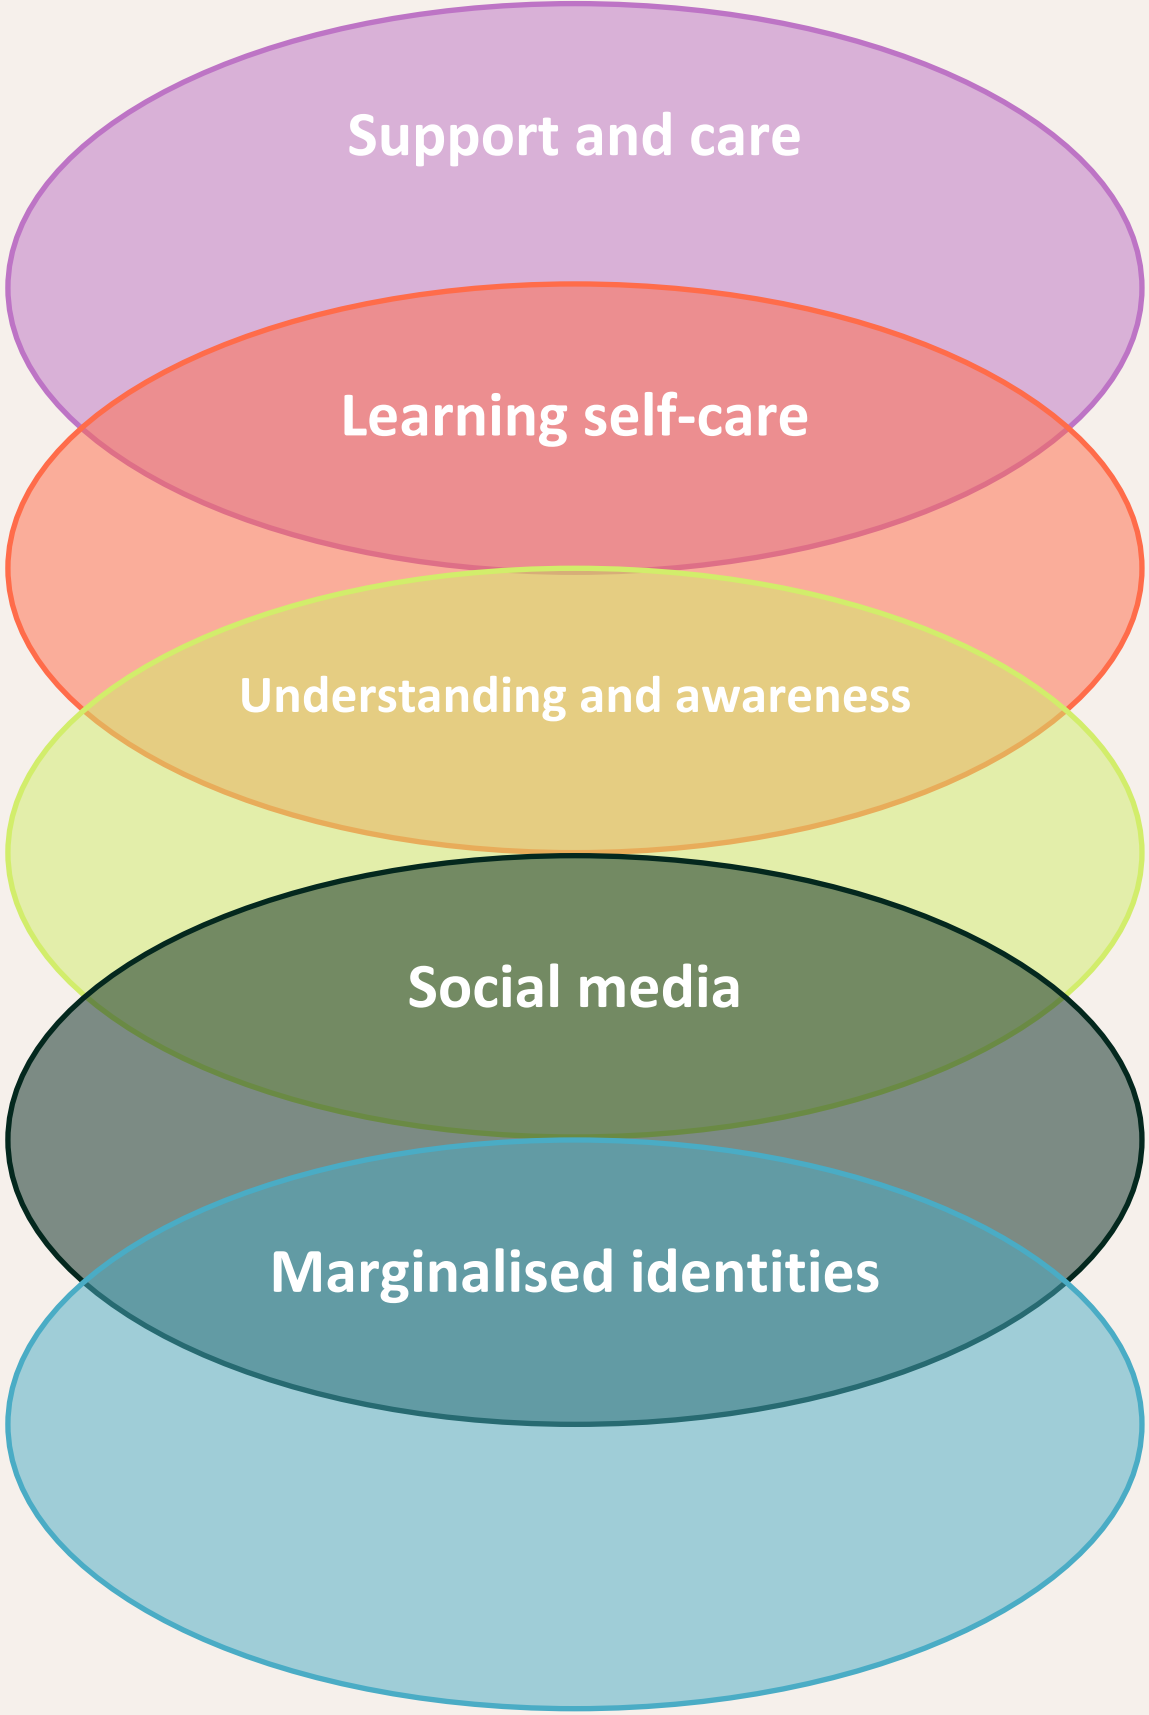 Support and care
Learning self-care
Understanding and awareness
Social media
Marginalised identities